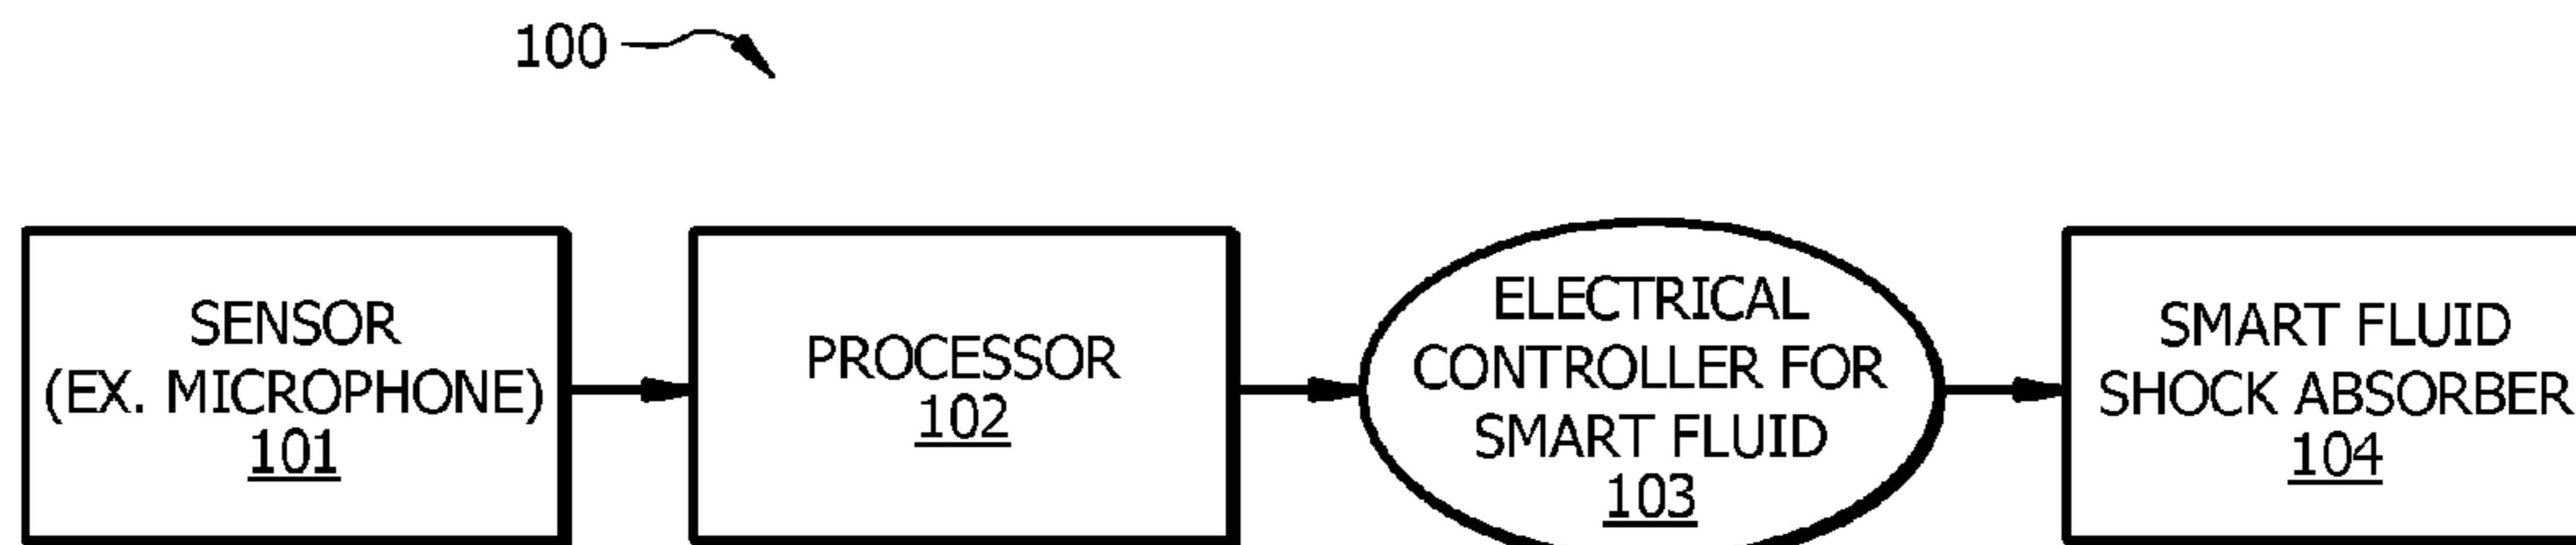 100
SENSOR
(EX. MICROPHONE)
101
PROCESSOR
102
ELECTRICAL
CONTROLLER FOR
SMART FLUID
103
SMART FLUID
SHOCK ABSORBER
104